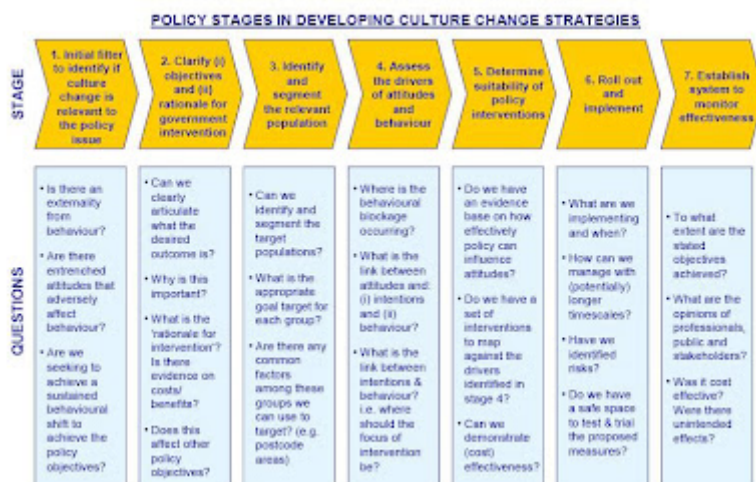 POLICY STAGES IN DEVELOPING CULTURE CHANGE STRATEGIES
STAGE
1. Initial filter
to identify if
culture
change is
relevant to
the policy
issue
2. Clarify (i)
objectives
and (ii)
rationale for
government
intervention
3. Identify
and
segment
the relevant
population
4. Assess
the drivers
of attitudes
and
behaviour
5. Determine
suitability of
policy
interventions
6. Roll out
and
implement
7. Establish
system to
monitor
effectiveness
QUESTIONS
• Is there an
externality
from
behaviour?
• Are there
entrenched
attitudes that
adversely
affect
behaviour?
• Are we
seeking to
achieve a
sustained
behavioural
shift to
achieve the
policy
objectives?
• Can we
clearly
articulate
what the
desired
outcome is?
• Why is this
important?
• What is the
'rationale for
intervention'?
Is there
evidence on
costs/
benefits?
• Does this
affect other
policy
objectives?
• Can we
identify and
segment the
target
populations?
• What is the
appropriate
goal target for
each group?
• Are there any
common
factors
among these
groups we
can use to
target? (e.g.
postcode
areas)
• Where is the
behavioural
blockage
occurring?
• What is the
link between
attitudes and:
(i) intentions
and (ii)
behaviour?
• What is the
link between
intentions &
behaviour?
i.e. where
should the
focus of
intervention
be?
• Do we have
an evidence
base on how
effectively
policy can
influence
attitudes?
• Do we have a
set of
interventions
to map
against the
drivers
identified in
stage 4?
• Can we
demonstrate
(cost)
effectiveness?
• What are we
implementing
and when?
• How can we
manage with
(potentially)
longer
timescales?
• Have we
identified
risks?
• Do we have
a safe space
to test & trial
the proposed
measures?
• To what
extent are the
stated
objectives
achieved?
• What are the
opinions of
professionals,
public and
stakeholders?
• Was it cost
effective?
Were there
unintended
effects?